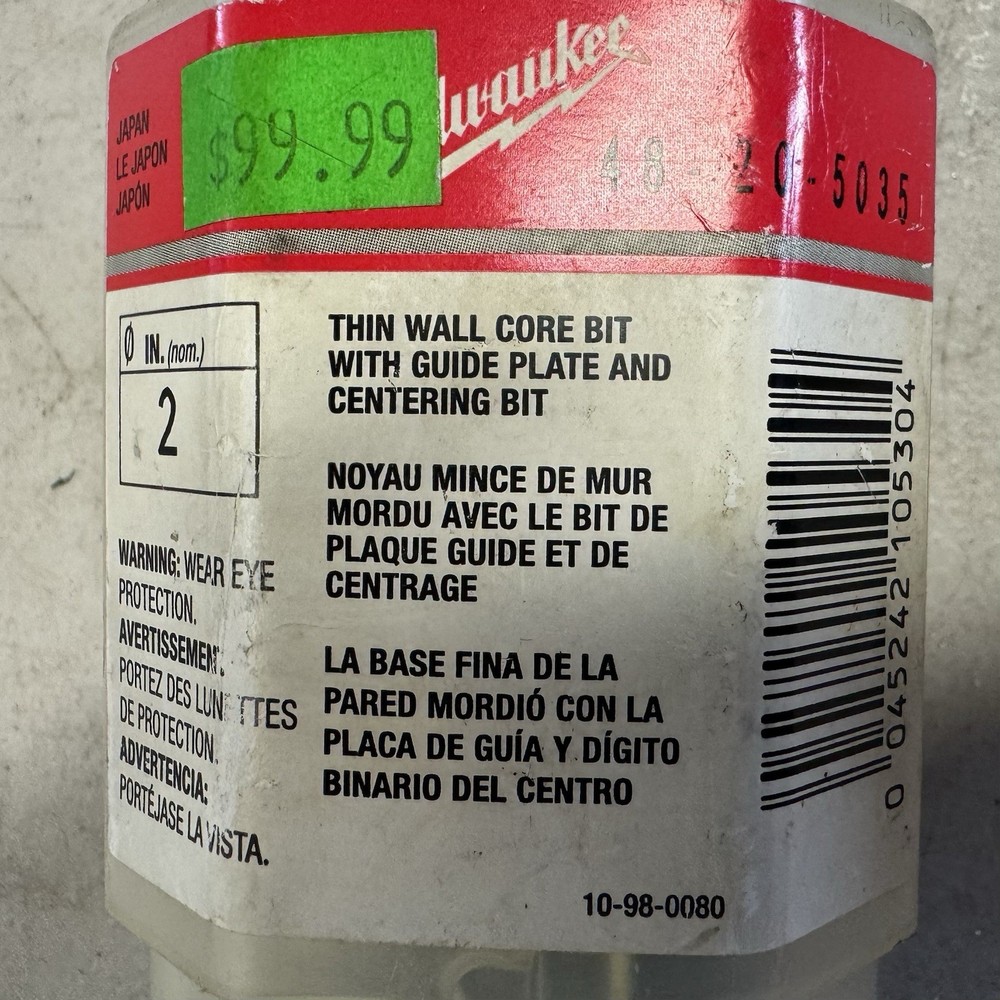 JAPAN
LE JAPON
JAPÓN
$99.99
lwaukee
48-20-5035
Ø IN. (nom.)
2
WARNING: WEAR EYE
PROTECTION.
AVERTISSEMENT:
PORTEZ DES LUNETTES
DE PROTECTION.
ADVERTENCIA:
PORTÉJASE LA VISTA.
THIN WALL CORE BIT
WITH GUIDE PLATE AND
CENTERING BIT
NOYAU MINCE DE MUR
MORDU AVEC LE BIT DE
PLAQUE GUIDE ET DE
CENTRAGE
LA BASE FINA DE LA
PARED MORDIÓ CON LA
PLACA DE GUÍA Y DÍGITO
BINARIO DEL CENTRO
0 045242 105304
10-98-0080